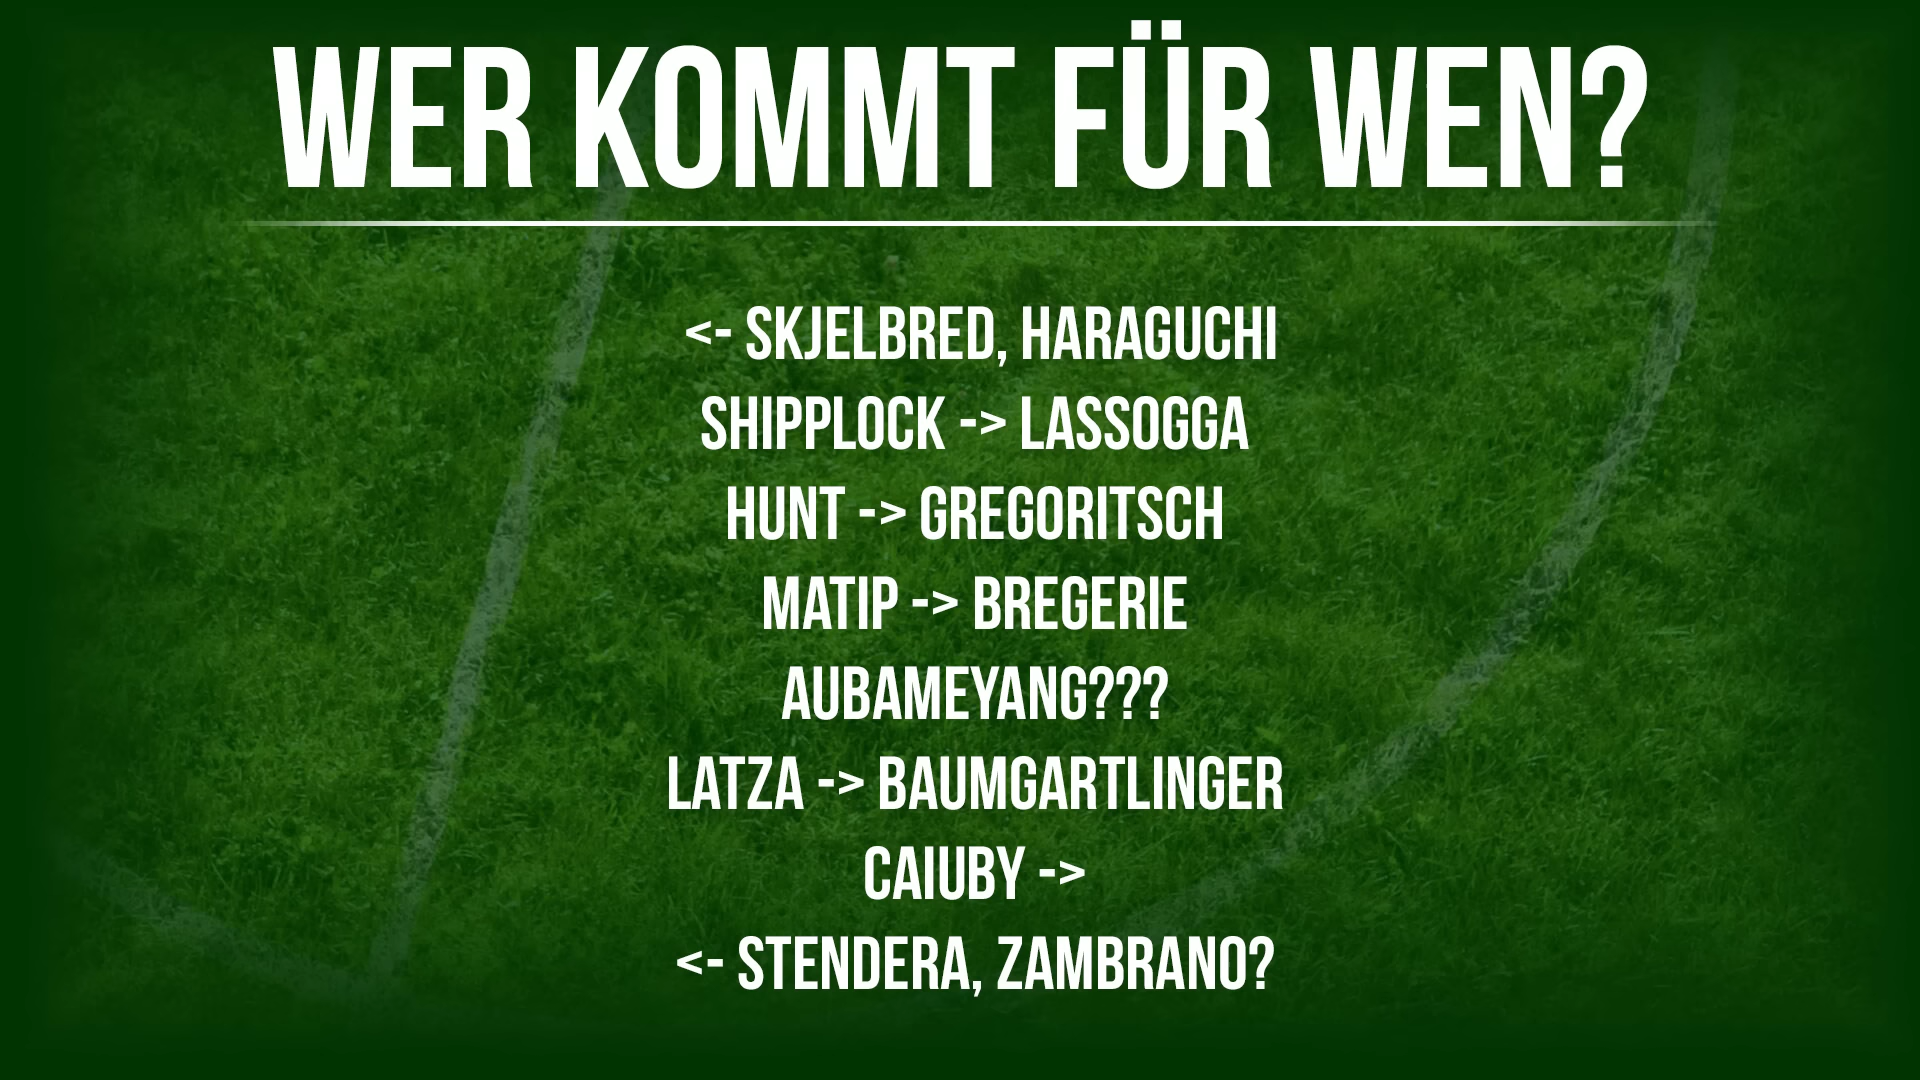 WER KOMMT FÜR WEN?
<- SKJELBRED, HARAGUCHI
SHIPPLOCK -> LASSOGGA
HUNT -> GREGORITSCH
MATIP -> BREGERIE
AUBAMEYANG???
LATZA -> BAUMGARTLINGER
CAIUBY ->
<- STENDERA, ZAMBRANO?